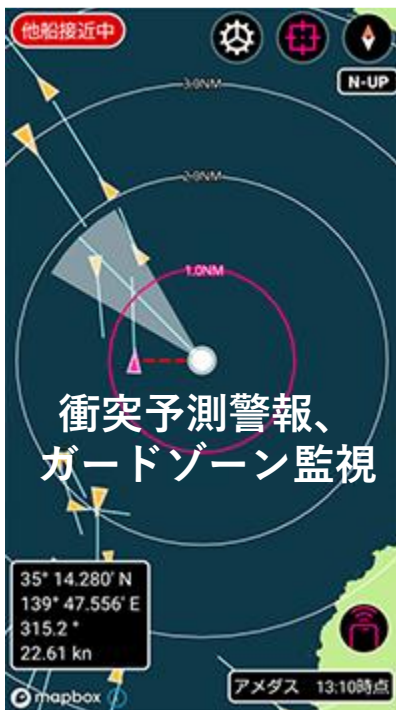 他船接近中
N-UP
3.0NM
2.0NM
1.0NM
衝突予測警報、
ガードゾーン監視
35° 14.280' N
139° 47.556' E
315.2 °
22.61 kn
アメダス 13:10時点
mapbox